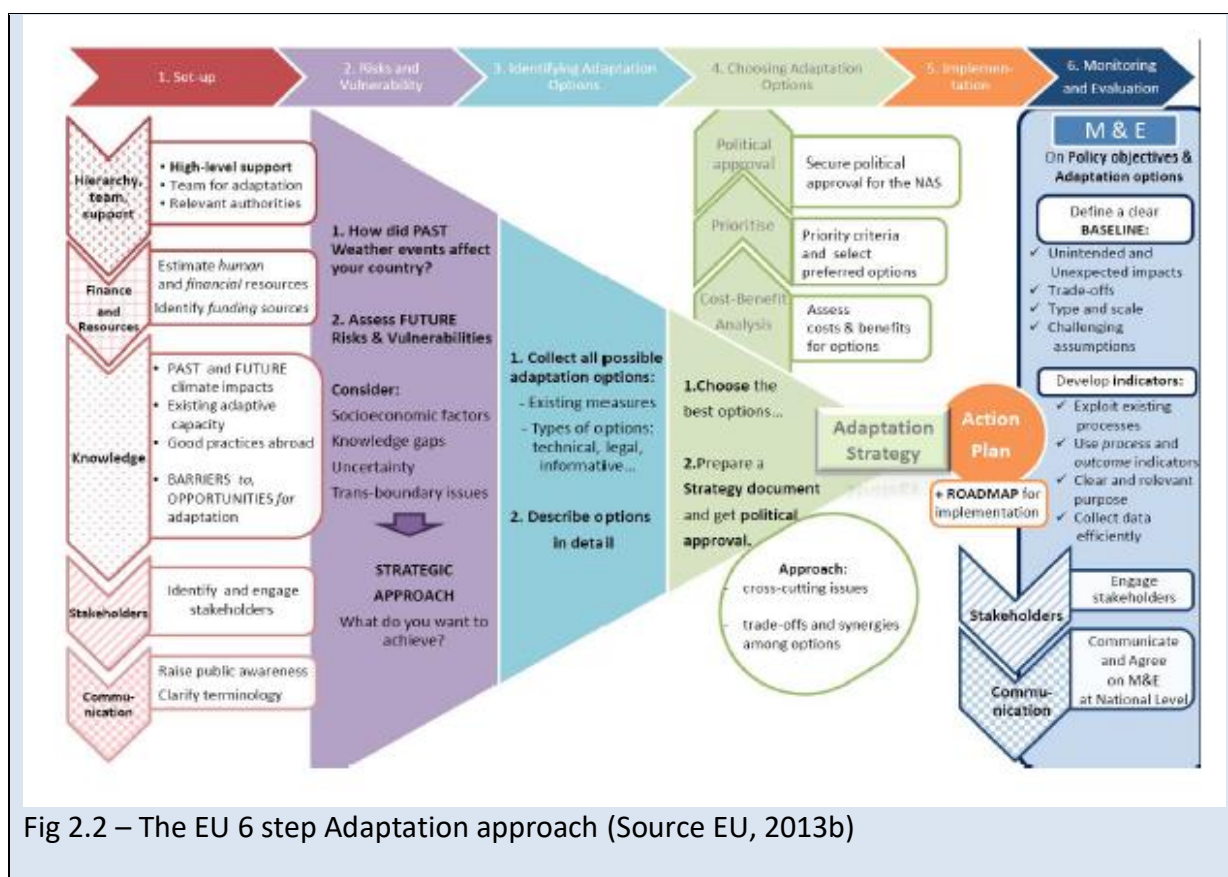 1. Set-up
2. Risks and
Vulnerability
3. Identifying Adaptation
Options
4. Choosing Adaptation
Options
5. Implemen-
tation
6. Monitoring
and Evaluation
Hierarchy,
team,
support
• High-level support
• Team for adaptation
• Relevant authorities
Finance
and
Resources
Estimate human
and financial resources
Identify funding sources
Knowledge
• PAST and FUTURE
climate impacts
• Existing adaptive
capacity
• Good practices abroad
• BARRIERS to,
OPPORTUNITIES for
adaptation
Stakeholders
Identify and engage
stakeholders
Commu-
nication
Raise public awareness
Clarify terminology
1. How did PAST
Weather events affect
your country?
2. Assess FUTURE
Risks & Vulnerabilities
Consider:
Socioeconomic factors
Knowledge gaps
Uncertainty
Trans-boundary issues
STRATEGIC
APPROACH
What do you want to
achieve?
1. Collect all possible
adaptation options:
- Existing measures
- Types of options:
technical, legal,
informative...
2. Describe options
in detail
Political
approval
Secure political
approval for the NAS
Prioritise
Priority criteria
and select
preferred options
Cost-Benefit
Analysis
Assess
costs & benefits
for options
1.Choose the
best options...
2.Prepare a
Strategy document
and get political
approval.
Adaptation
Strategy
Approach:
- cross-cutting issues
- trade-offs and synergies
among options
Action
Plan
+ ROADMAP for
implementation
M & E
On Policy objectives &
Adaptation options
Define a clear
BASELINE:
✓ Unintended and
Unexpected impacts
✓ Trade-offs
✓ Type and scale
✓ Challenging
assumptions
Develop indicators:
✓ Exploit existing
processes
✓ Use process and
outcome indicators
✓ Clear and relevant
purpose
✓ Collect data
efficiently
Stakeholders
Engage
stakeholders
Commu-
nication
Communicate
and Agree
on M&E
at National Level
Fig 2.2 – The EU 6 step Adaptation approach (Source EU, 2013b)